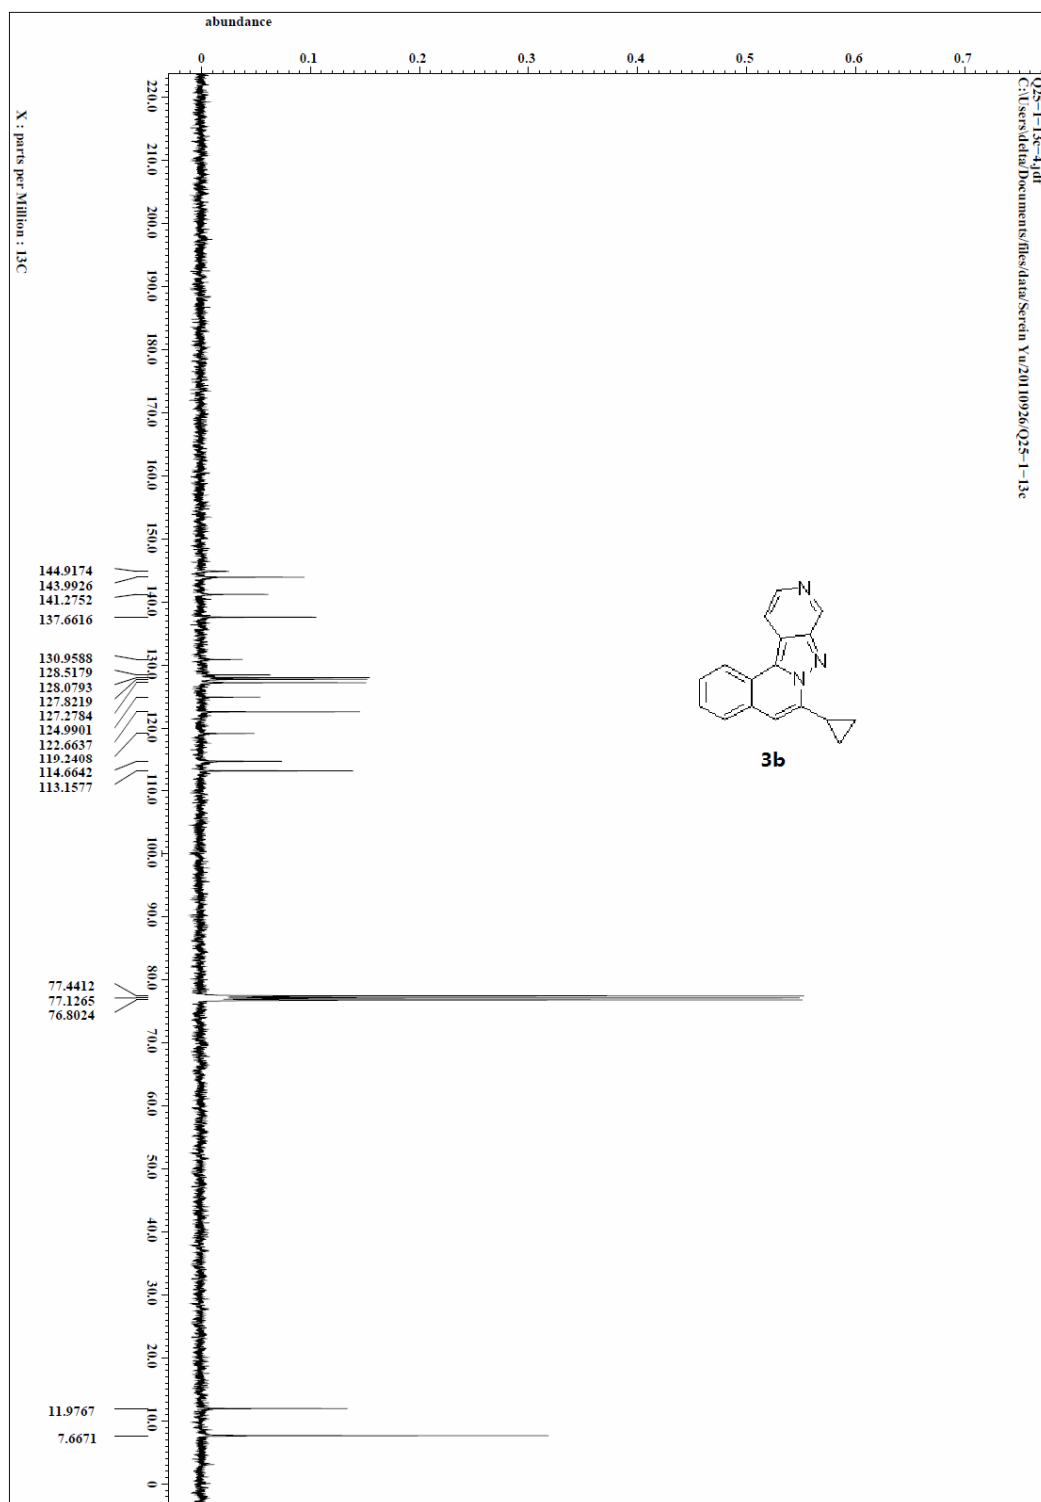 abundance
0 0.1 0.2 0.3 0.4 0.5 0.6 0.7
Q25-1-13c-4.jdf
C:\Users\delta/Documents/files/data/Serein Yu/20110926/Q25-1-13c
220.0 210.0 200.0 190.0 180.0 170.0 160.0 150.0 140.0 130.0 120.0 110.0 100.0 90.0 80.0 70.0 60.0 50.0 40.0 30.0 20.0 10.0 0
X : parts per Million : 13C
144.9174
143.9926
141.2752
137.6616
130.9588
128.5179
128.0793
127.8219
127.2784
124.9901
122.6637
119.2408
114.6642
113.1577
77.4412
77.1265
76.8024
11.9767
7.6671
N
N
N
3b